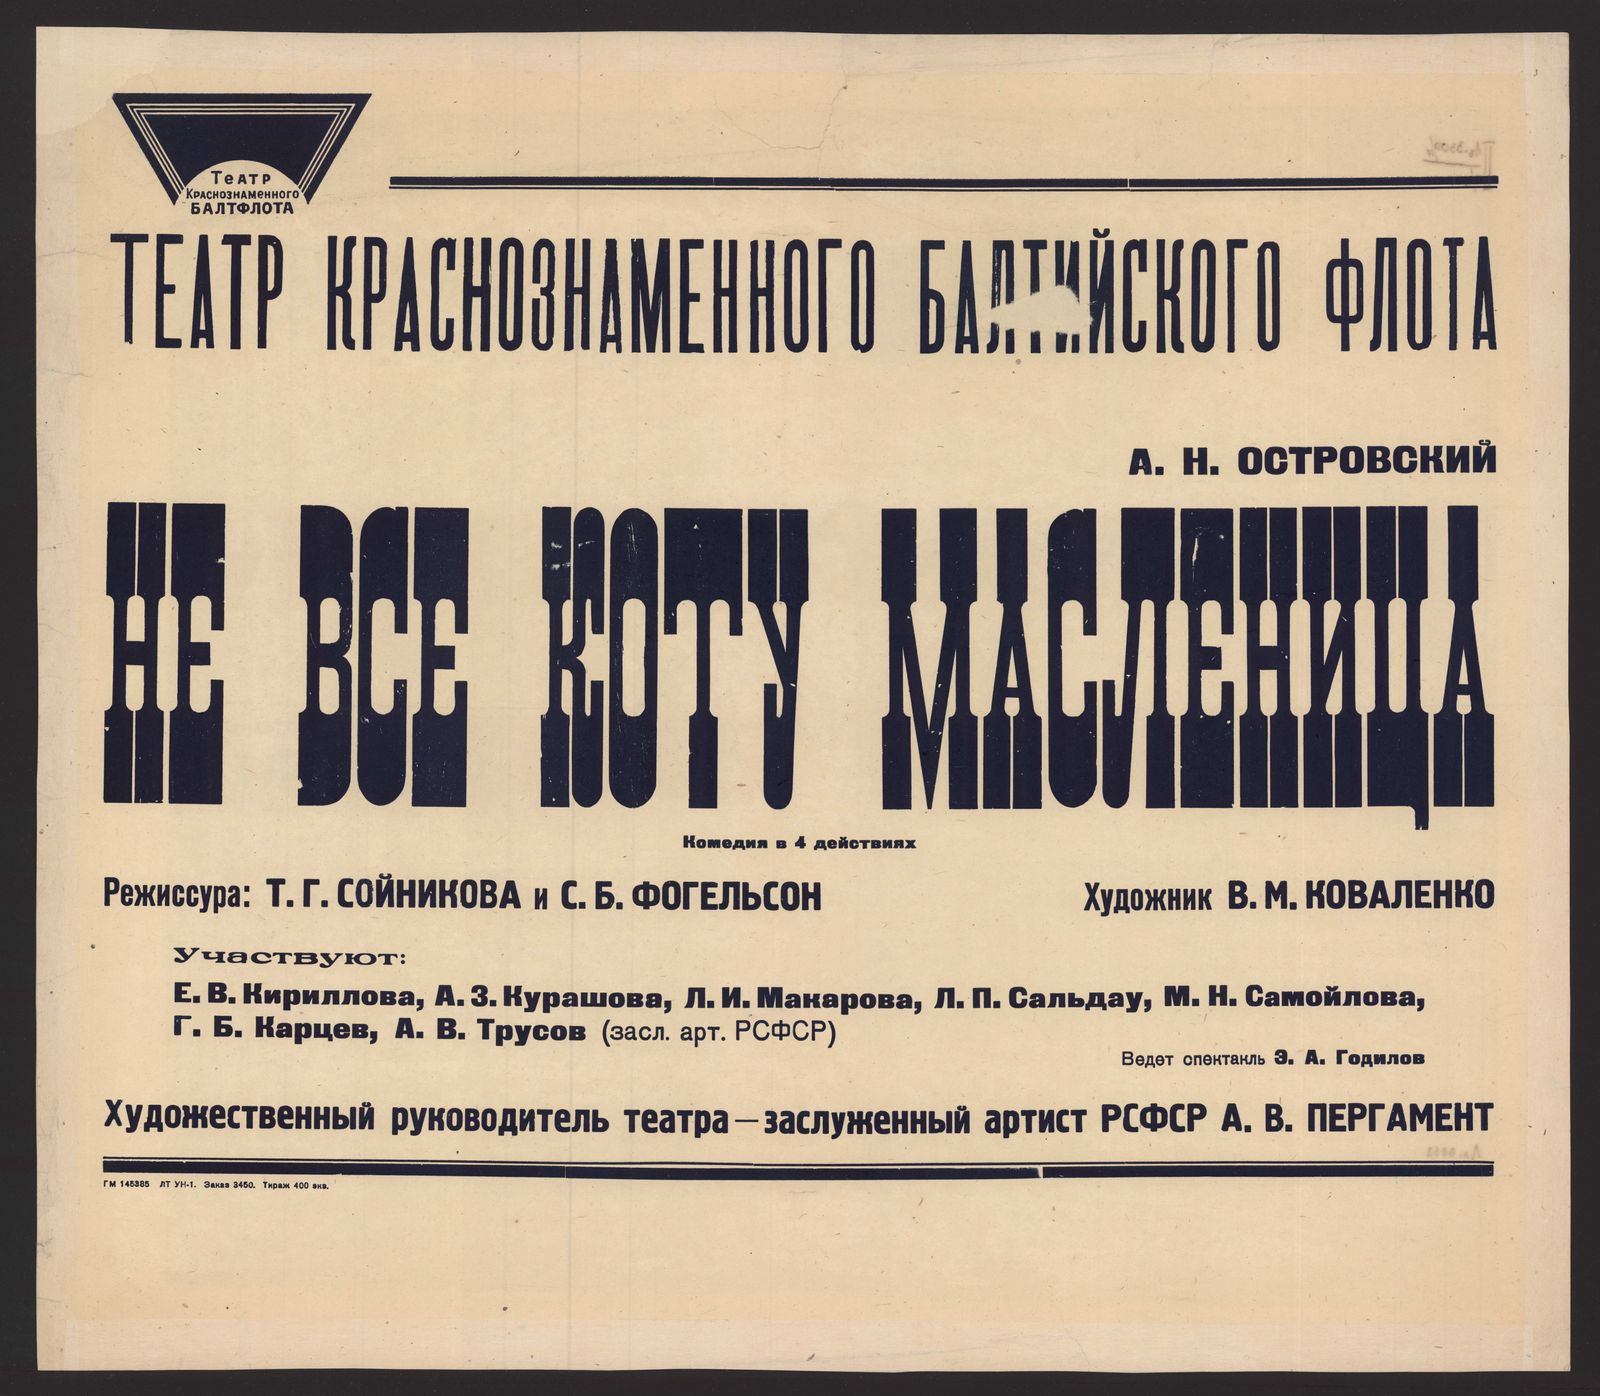 Театр
Краснознаменного
БАЛТФЛОТА
ТЕАТР КРАСНОЗНАМЕННОГО БАЛТИЙСКОГО ФЛОТА
А. Н. ОСТРОВСКИЙ
НЕ ВСЕ КОТУ МАСЛЕНИЦА
Комедия в 4 действиях
Режиссура: Т. Г. СОЙНИКОВА и С. Б. ФОГЕЛЬСОН Художник В. М. КОВАЛЕНКО
Участвуют:
Е. В. Кириллова, А. З. Курашова, Л. И. Макарова, Л. П. Сальдау, М. Н. Самойлова,
Г. Б. Карцев, А. В. Трусов (засл. арт. РСФСР)
Ведет спектакль Э. А. Годилов
Художественный руководитель театра — заслуженный артист РСФСР А. В. ПЕРГАМЕНТ
ГМ 145385 ЛТ УН-1. Заказ 3450. Тираж 400 экз.